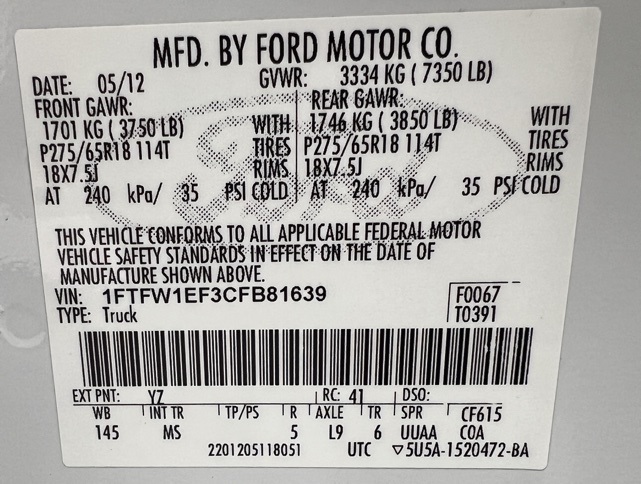 MFD. BY FORD MOTOR CO.
DATE: 05/12 GVWR: 3334 KG ( 7350 LB)
FRONT GAWR: REAR GAWR:
1701 KG ( 3750 LB) WITH 1746 KG ( 3850 LB) WITH
P275/65R18 114T TIRES P275/65R18 114T TIRES
18X7.5J RIMS 18X7.5J RIMS
AT 240 kPa/ 35 PSI COLD AT 240 kPa/ 35 PSI COLD
Ford
THIS VEHICLE CONFORMS TO ALL APPLICABLE FEDERAL MOTOR
VEHICLE SAFETY STANDARDS IN EFFECT ON THE DATE OF
MANUFACTURE SHOWN ABOVE.
VIN: 1FTFW1EF3CFB81639 F0067
TYPE: Truck T0391
EXT PNT: YZ RC: 41 DSO:
WB INT TR TP/PS R AXLE TR SPR CF615
145 MS 5 L9 6 UUAA COA
2201205118051 UTC ▽5U5A-1520472-BA